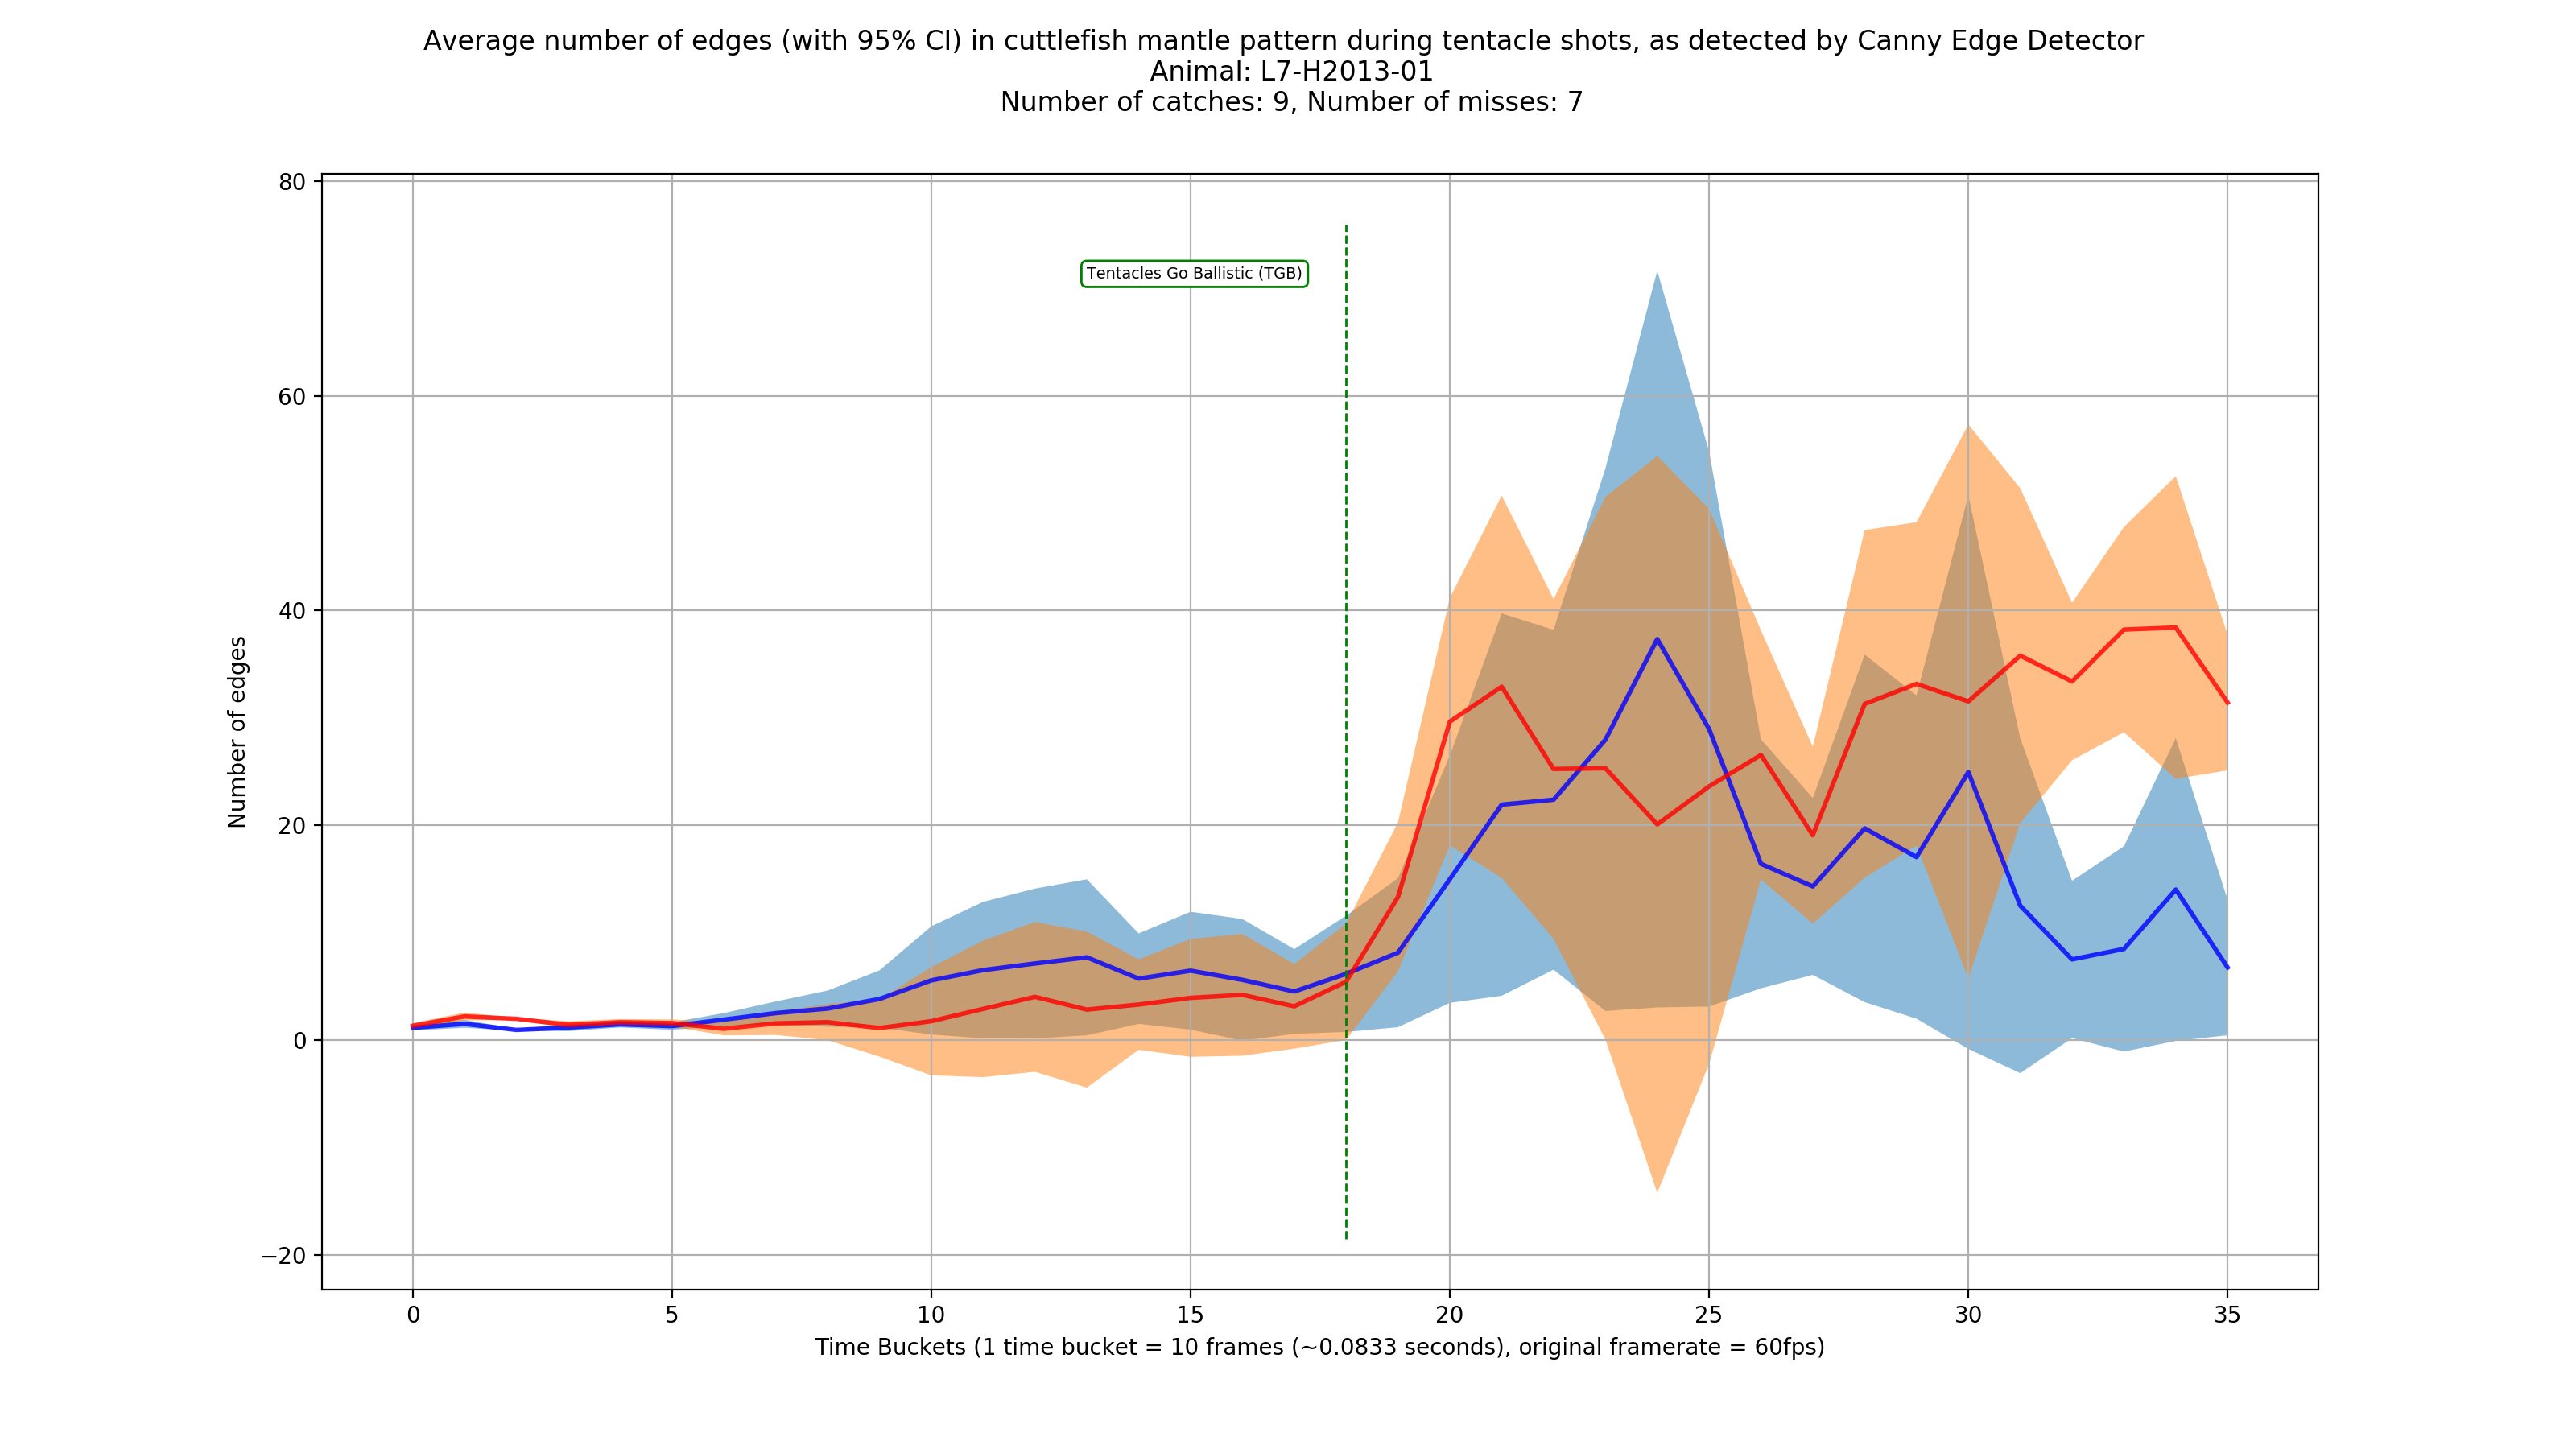 Average number of edges (with 95% CI) in cuttlefish mantle pattern during tentacle shots, as detected by Canny Edge Detector
Animal: L7-H2013-01
Number of catches: 9, Number of misses: 7
80
Tentacles Go Ballistic (TGB)
60
40
Number of edges
20
0
−20
0 5 10 15 20 25 30 35
Time Buckets (1 time bucket = 10 frames (~0.0833 seconds), original framerate = 60fps)